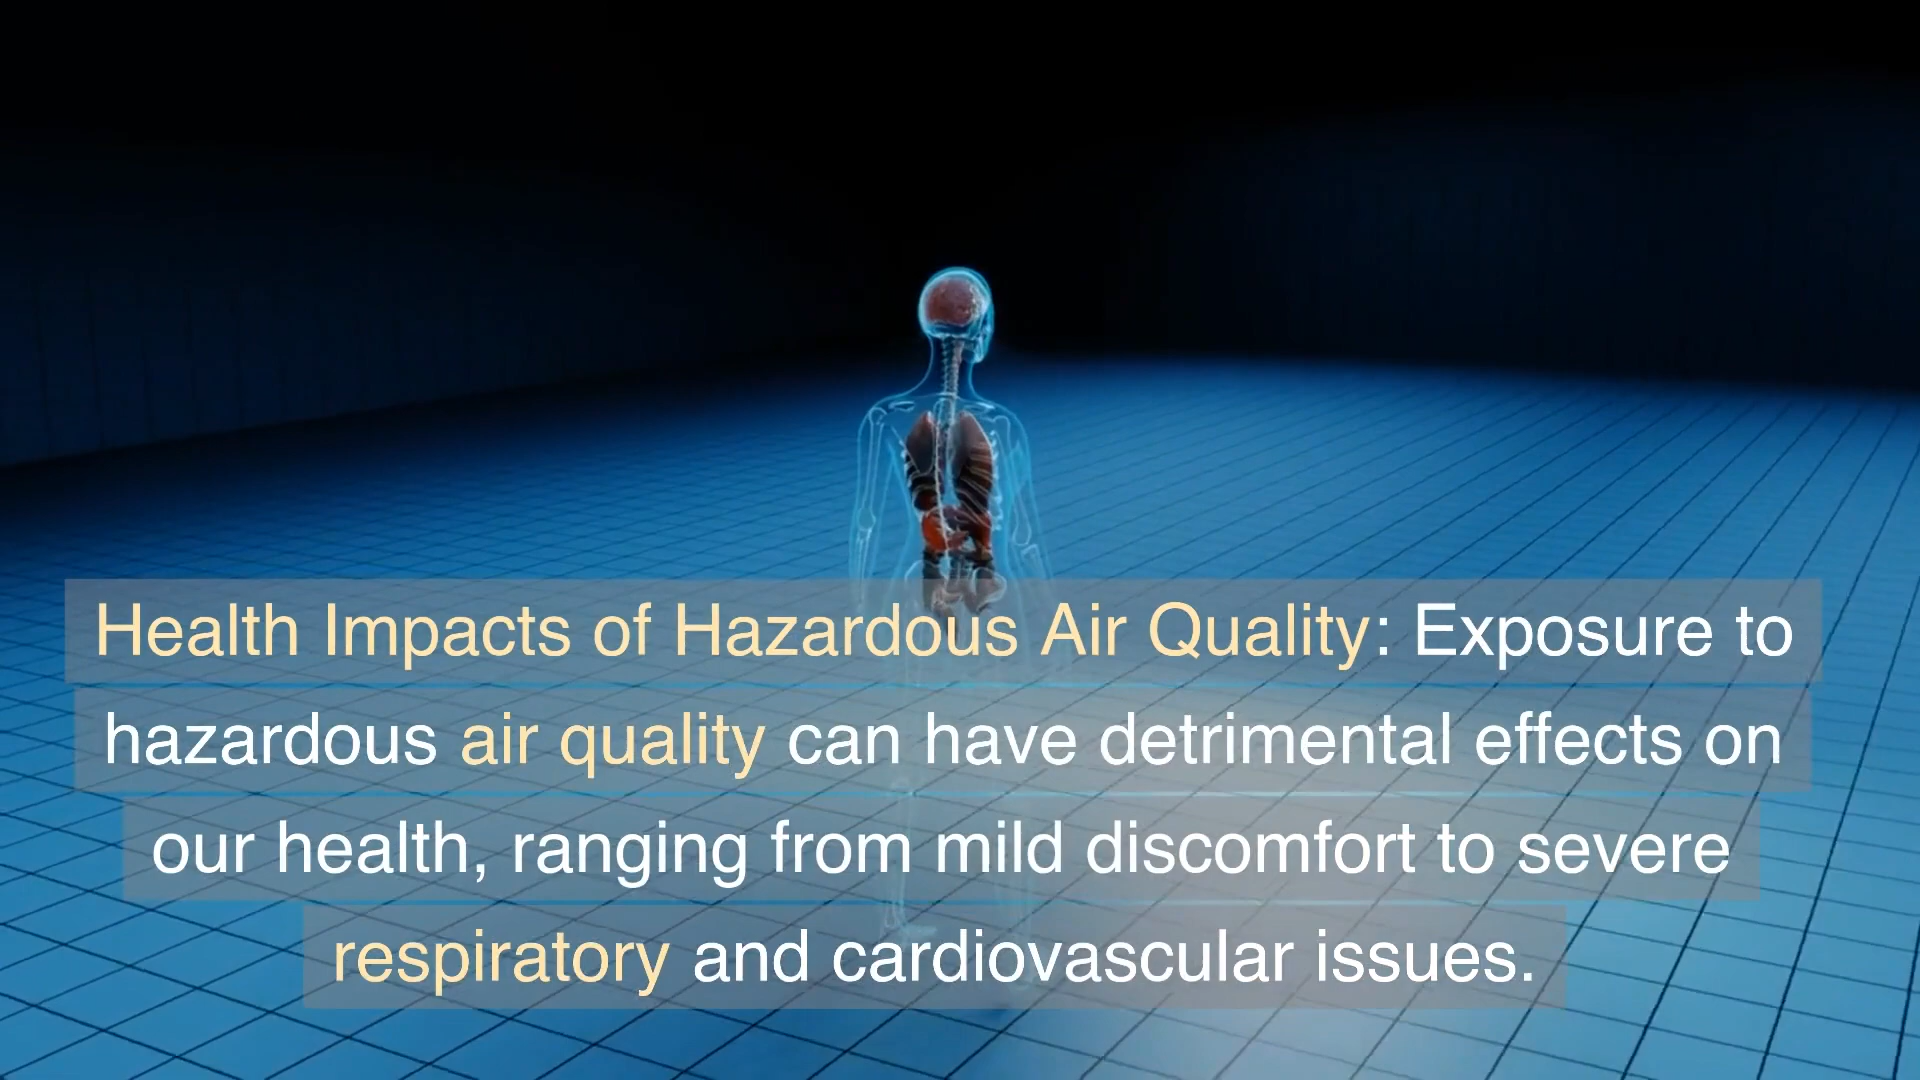 Health Impacts of Hazardous Air Quality: Exposure to
hazardous air quality can have detrimental effects on
our health, ranging from mild discomfort to severe
respiratory and cardiovascular issues.